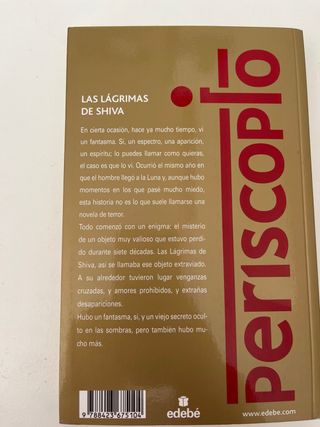 LAS LÁGRIMAS
DE SHIVA
En cierta ocasión, hace ya mucho tiempo, vi
un fantasma. Sí, un espectro, una aparición,
un espíritu; lo puedes llamar como quieras,
el caso es que lo vi. Ocurrió el mismo año en
que el hombre llegó a la Luna y, aunque hubo
momentos en los que pasé mucho miedo,
esta historia no es lo que suele llamarse una
novela de terror.
Todo comenzó con un enigma: el misterio
de un objeto muy valioso que estuvo perdi-
do durante siete décadas. Las Lágrimas de
Shiva, así se llamaba ese objeto extraviado.
A su alrededor tuvieron lugar venganzas
cruzadas, y amores prohibidos, y extrañas
desapariciones.
Hubo un fantasma, sí, y un viejo secreto ocul-
to en las sombras, pero también hubo mu-
cho más.
periscopio
9 788423 675104
edebé
www.edebe.com